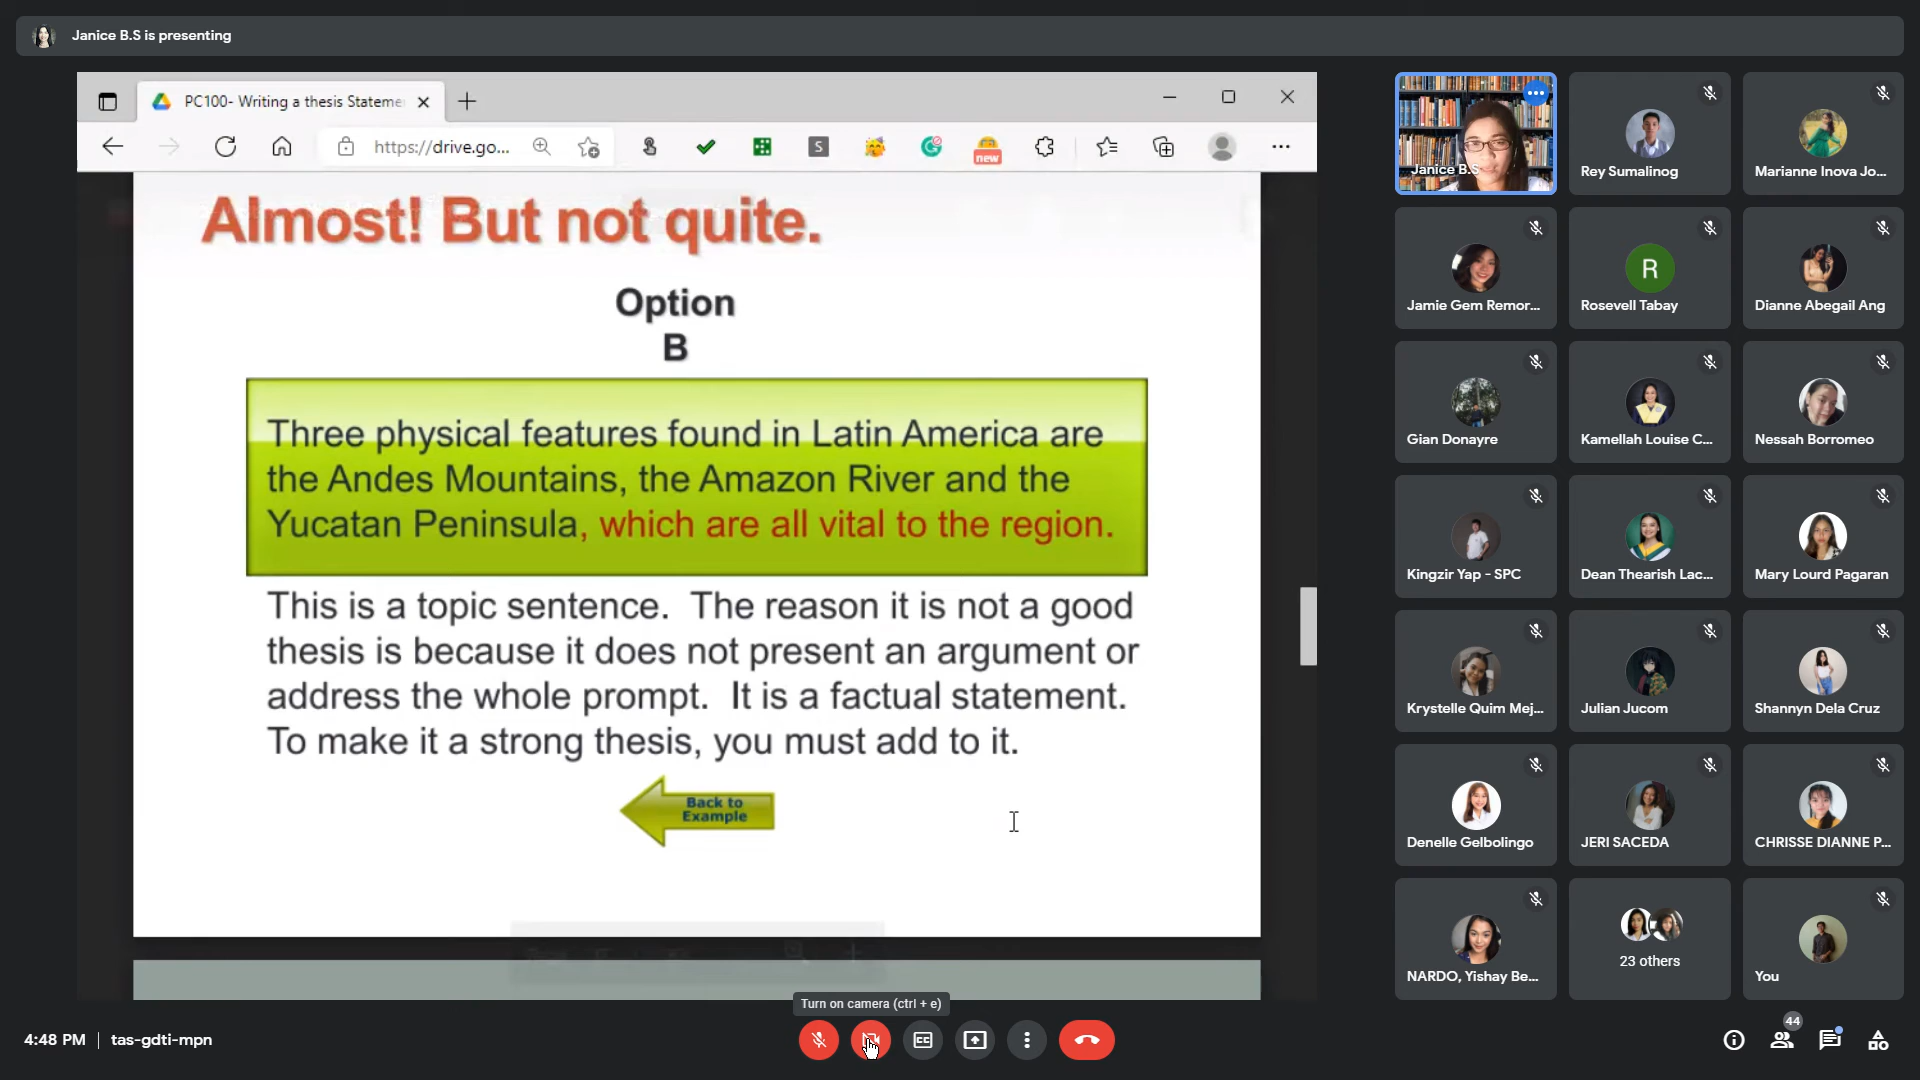 Janice B.S is presenting
PC100- Writing a thesis Stateme
https://drive.go...
S
new
Almost! But not quite.
Option
B
Three physical features found in Latin America are
the Andes Mountains, the Amazon River and the
Yucatan Peninsula, which are all vital to the region.
This is a topic sentence. The reason it is not a good
thesis is because it does not present an argument or
address the whole prompt. It is a factual statement.
To make it a strong thesis, you must add to it.
Back to
Example
Janice B.S
Rey Sumalinog
Marianne Inova Jo...
Jamie Gem Remor...
R
Rosevell Tabay
Dianne Abegail Ang
Gian Donayre
Kamellah Louise C...
Nessah Borromeo
Kingzir Yap - SPC
Dean Thearish Lac...
Mary Lourd Pagaran
Krystelle Quim Mej...
Julian Jucom
Shannyn Dela Cruz
Denelle Gelbolingo
JERI SACEDA
CHRISSE DIANNE P...
NARDO, Yishay Be...
23 others
You
Turn on camera (ctrl + e)
4:48 PM | tas-gdti-mpn
44